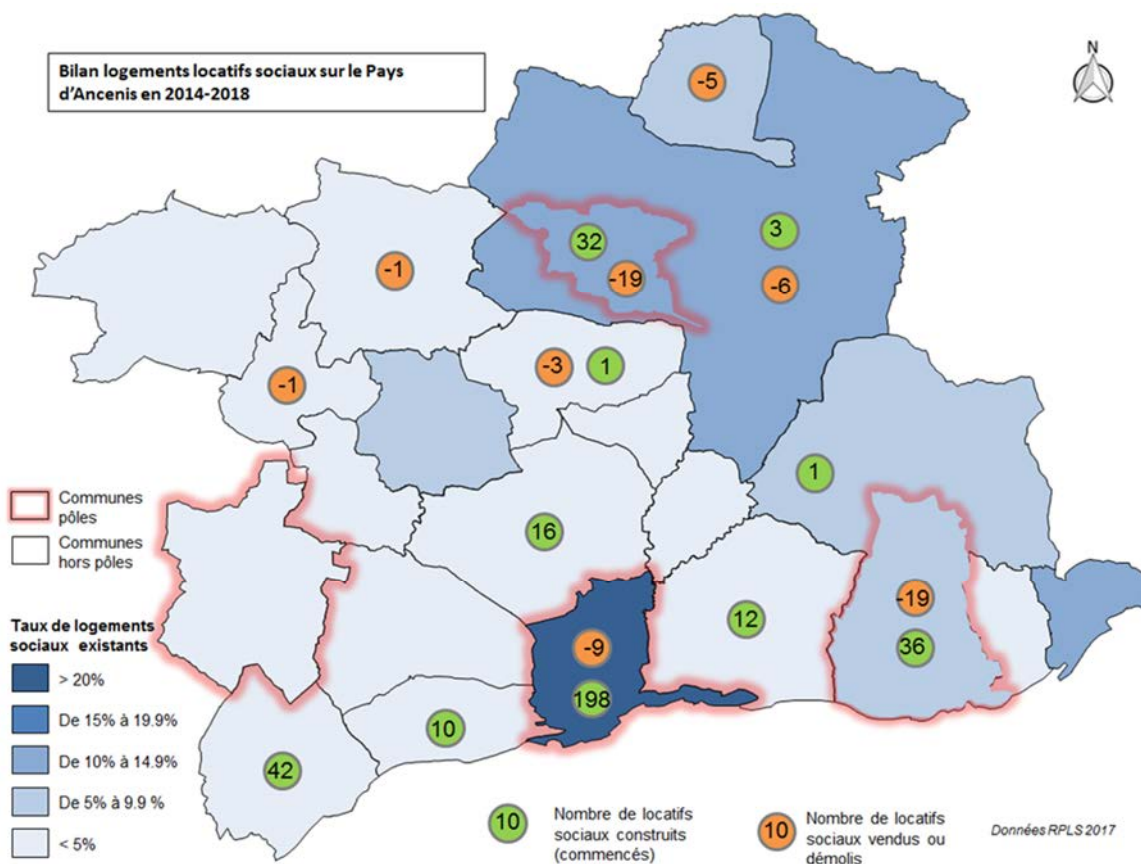 Bilan logements locatifs sociaux sur le Pays
d'Ancenis en 2014-2018
N
-5
32
3
-19
-6
-1
-3
1
-1
1
16
-19
12
36
-9
198
10
42
Communes
pôles
Communes
hors pôles
Taux de logements
sociaux existants
> 20%
De 15% à 19.9%
De 10% à 14.9%
De 5% à 9.9 %
< 5%
10
Nombre de locatifs
sociaux construits
(commencés)
10
Nombre de locatifs
sociaux vendus ou
démolis
Données RPLS 2017